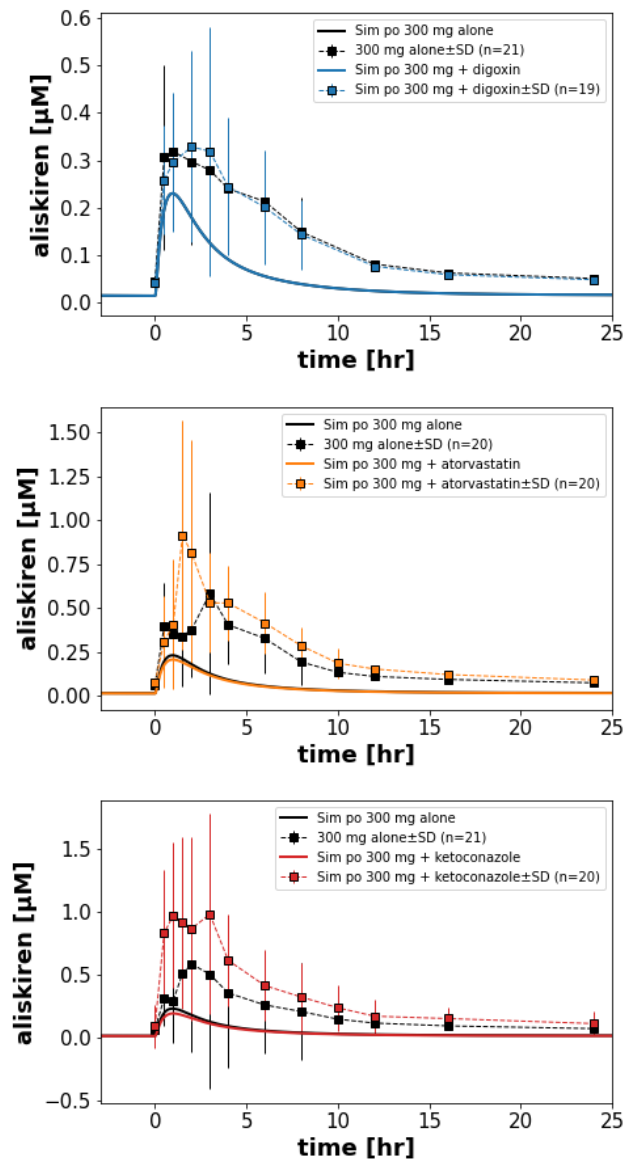 0.6
0.5
0.4
0.3
0.2
0.1
0.0
aliskiren [µM]
Sim po 300 mg alone
300 mg alone±SD (n=21)
Sim po 300 mg + digoxin
Sim po 300 mg + digoxin±SD (n=19)
0 5 10 15 20 25
time [hr]
1.50
1.25
1.00
0.75
0.50
0.25
0.00
aliskiren [µM]
Sim po 300 mg alone
300 mg alone±SD (n=20)
Sim po 300 mg + atorvastatin
Sim po 300 mg + atorvastatin±SD (n=20)
0 5 10 15 20 25
time [hr]
1.5
1.0
0.5
0.0
−0.5
aliskiren [µM]
Sim po 300 mg alone
300 mg alone±SD (n=21)
Sim po 300 mg + ketoconazole
Sim po 300 mg + ketoconazole±SD (n=20)
0 5 10 15 20 25
time [hr]